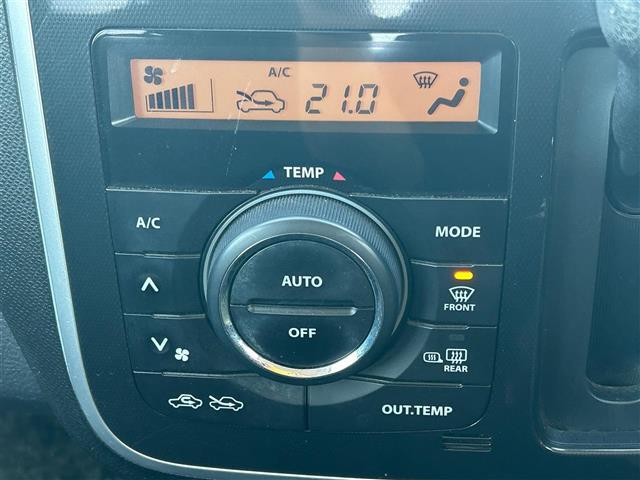 A/C
21.0
TEMP
A/C
MODE
AUTO
OFF
FRONT
REAR
OUT.TEMP